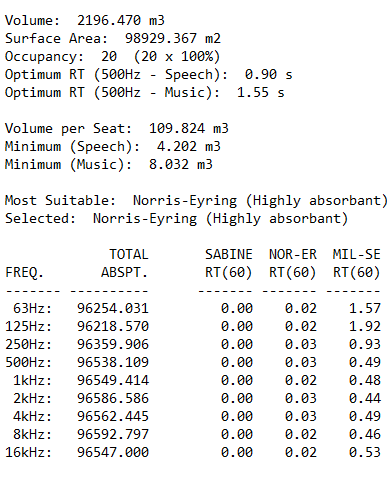 Volume:  2196.470 m3
Surface Area:  98929.367 m2
Occupancy:  20  (20 x 100%)
Optimum RT (500Hz - Speech):  0.90 s
Optimum RT (500Hz - Music):  1.55 s

Volume per Seat:  109.824 m3
Minimum (Speech):  4.202 m3
Minimum (Music):  8.032 m3

Most Suitable:  Norris-Eyring (Highly absorbant)
Selected:  Norris-Eyring (Highly absorbant)

             TOTAL       SABINE  NOR-ER  MIL-SE
FREQ.       ABSPT.       RT(60)  RT(60)  RT(60)
------- ----------      ------- ------- -------
 63Hz:   96254.031         0.00    0.02    1.57
125Hz:   96218.570         0.00    0.02    1.92
250Hz:   96359.906         0.00    0.03    0.93
500Hz:   96538.109         0.00    0.03    0.49
 1kHz:   96549.414         0.00    0.02    0.48
 2kHz:   96586.586         0.00    0.03    0.44
 4kHz:   96562.445         0.00    0.03    0.49
 8kHz:   96592.797         0.00    0.02    0.46
16kHz:   96547.000         0.00    0.02    0.53